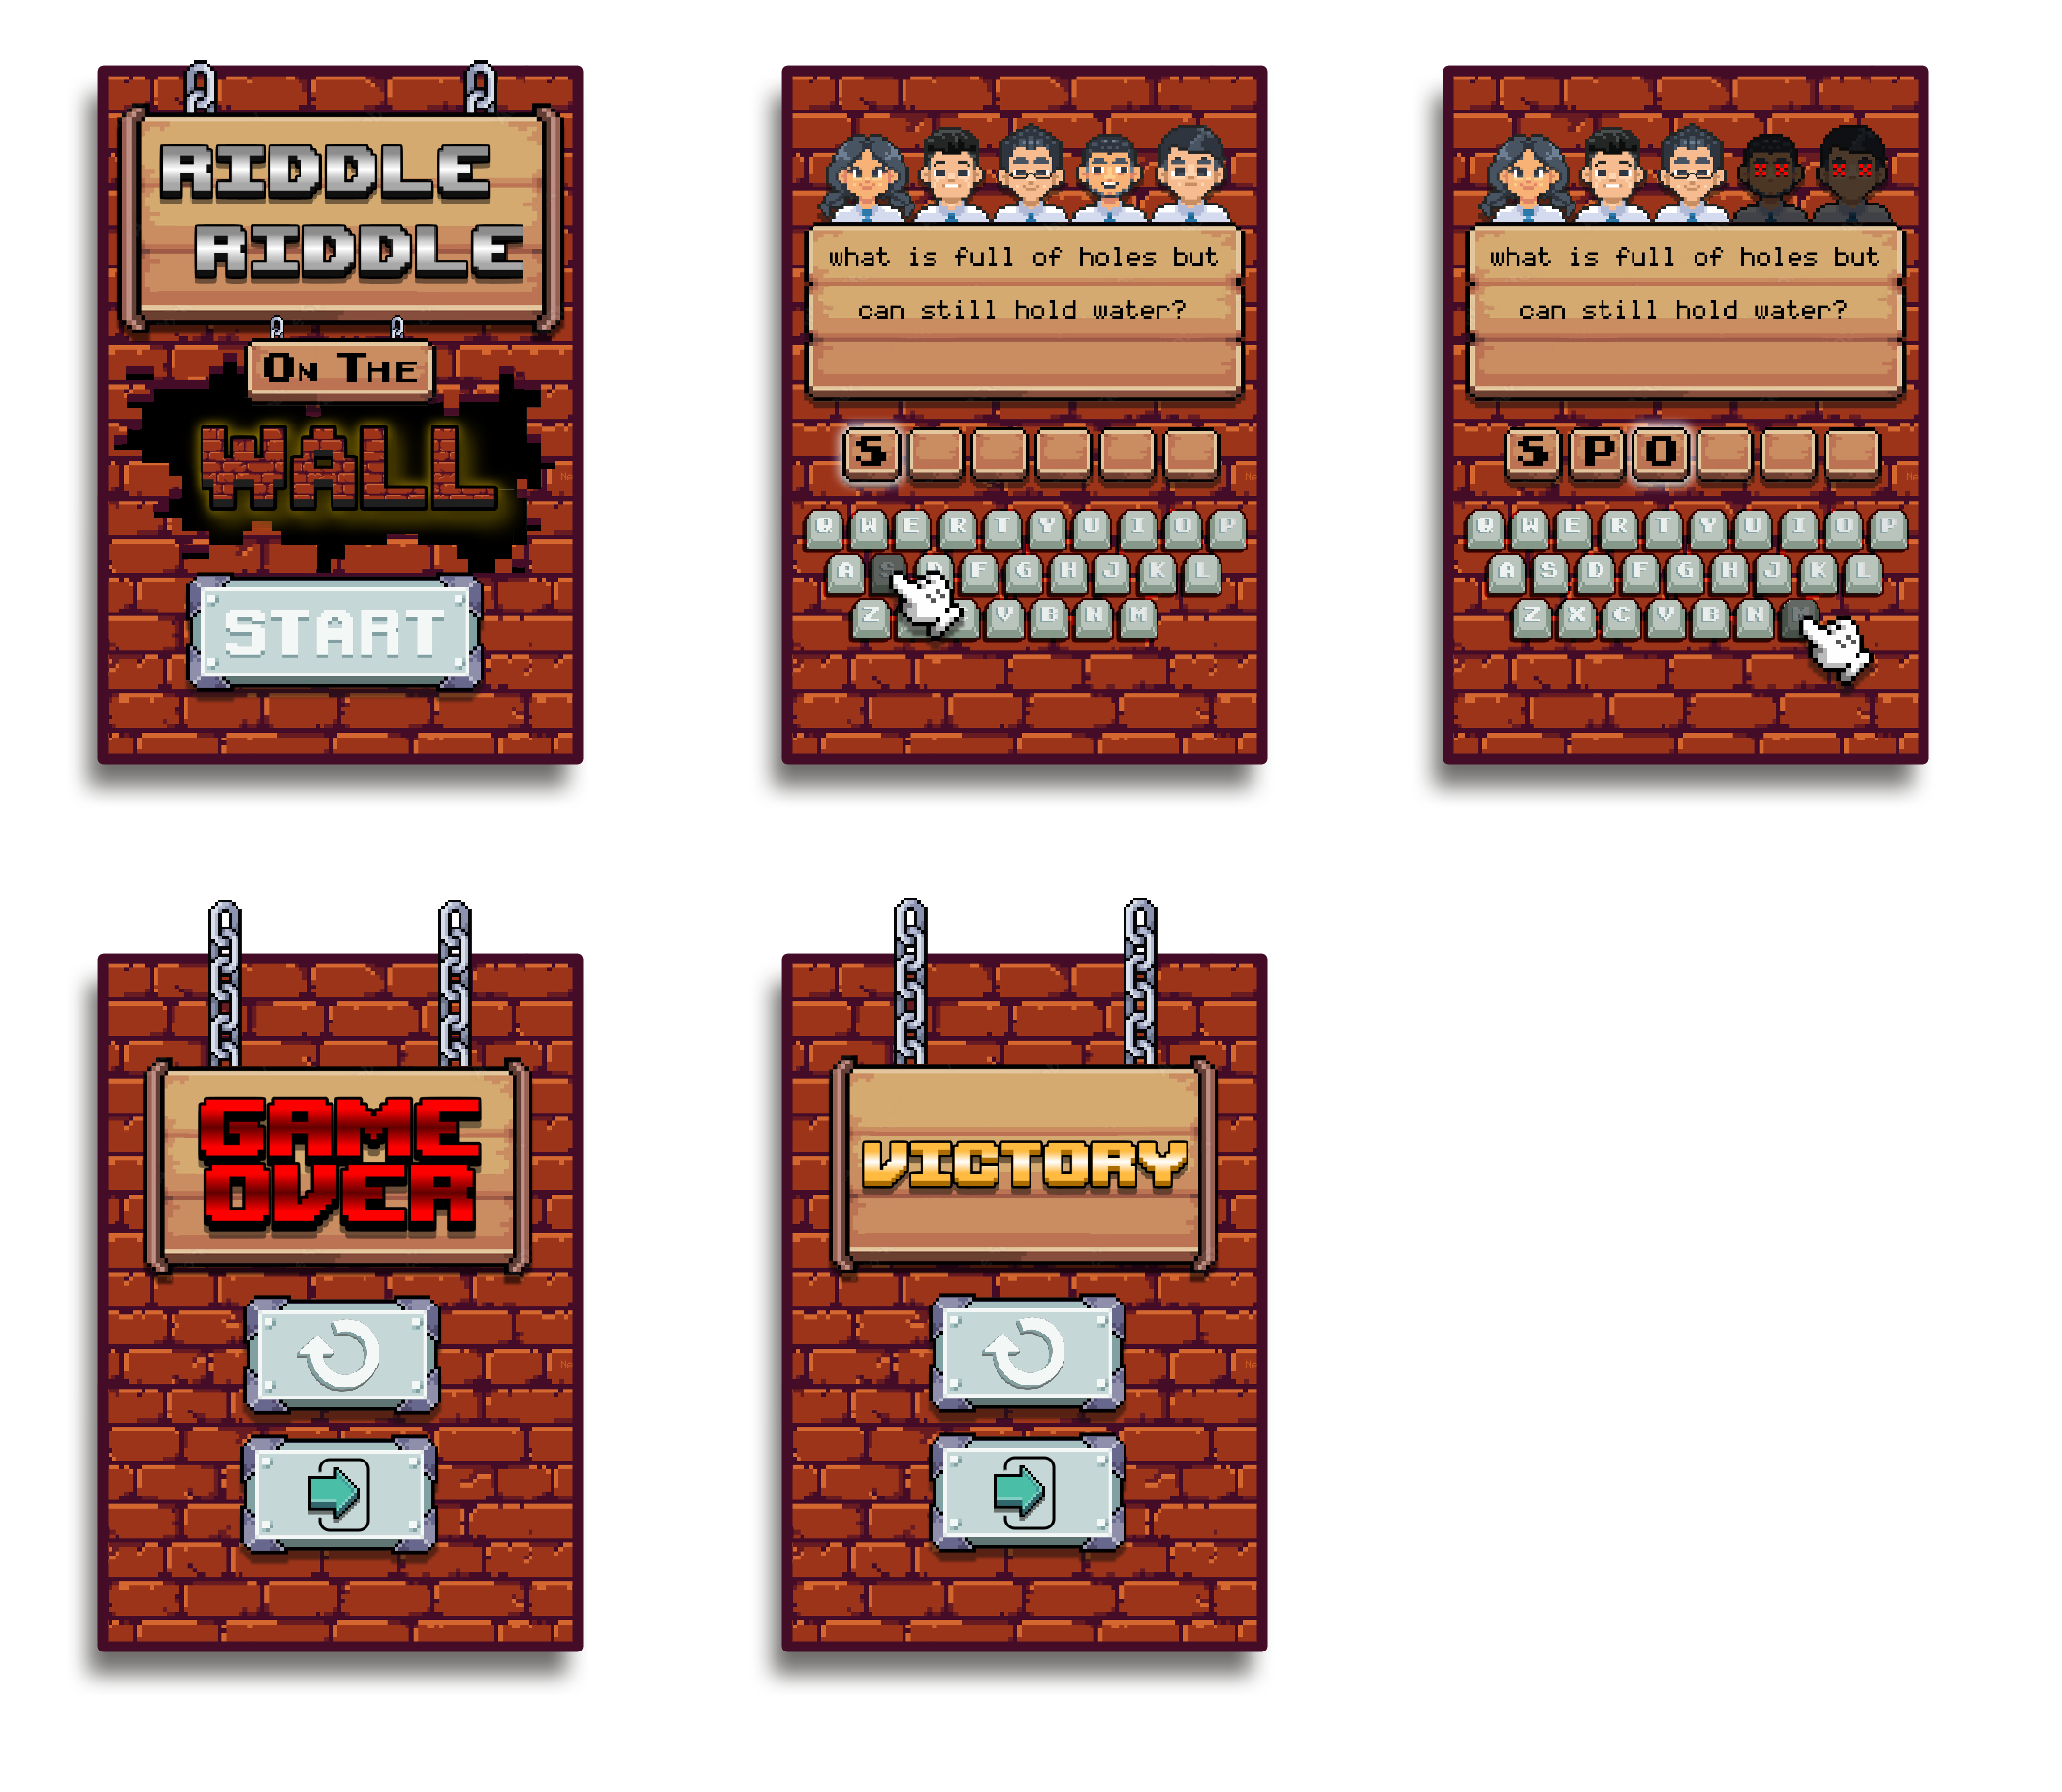 RIDDLE
RIDDLE
ON THE
WALL
START
what is full of holes but
can still hold water?
S
Q W E R T Y U I O P
A S D F G H J K L
Z V B N M
what is full of holes but
can still hold water?
S P O
Q W E R T Y U I O P
A S D F G H J K L
Z X C V B N M
GAME
OVER
VICTORY